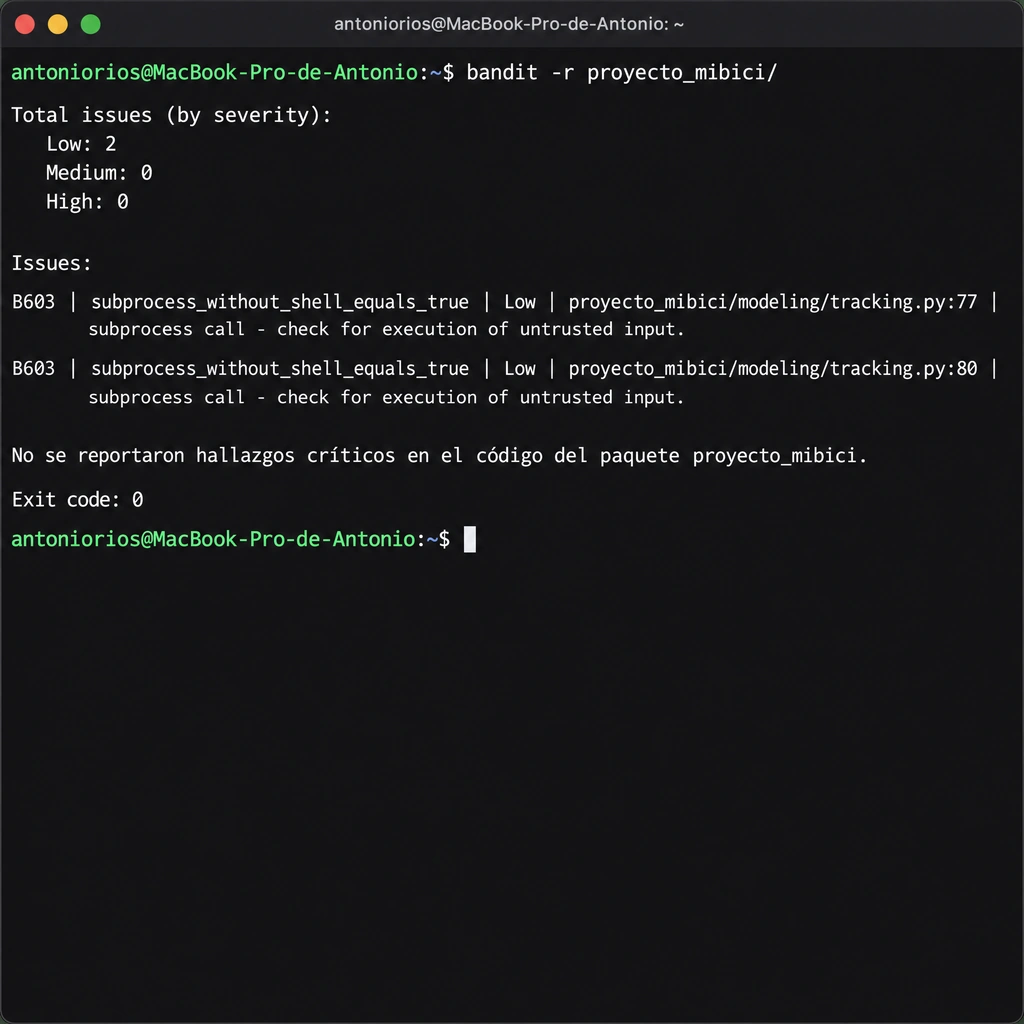 antoniorios@MacBook-Pro-de-Antonio: ~
antoniorios@MacBook-Pro-de-Antonio:~$ bandit -r proyecto_mibici/
Total issues (by severity):
Low: 2
Medium: 0
High: 0
Issues:
B603 | subprocess_without_shell_equals_true | Low | proyecto_mibici/modeling/tracking.py:77 |
subprocess call - check for execution of untrusted input.
B603 | subprocess_without_shell_equals_true | Low | proyecto_mibici/modeling/tracking.py:80 |
subprocess call - check for execution of untrusted input.
No se reportaron hallazgos críticos en el código del paquete proyecto_mibici.
Exit code: 0
antoniorios@MacBook-Pro-de-Antonio:~$